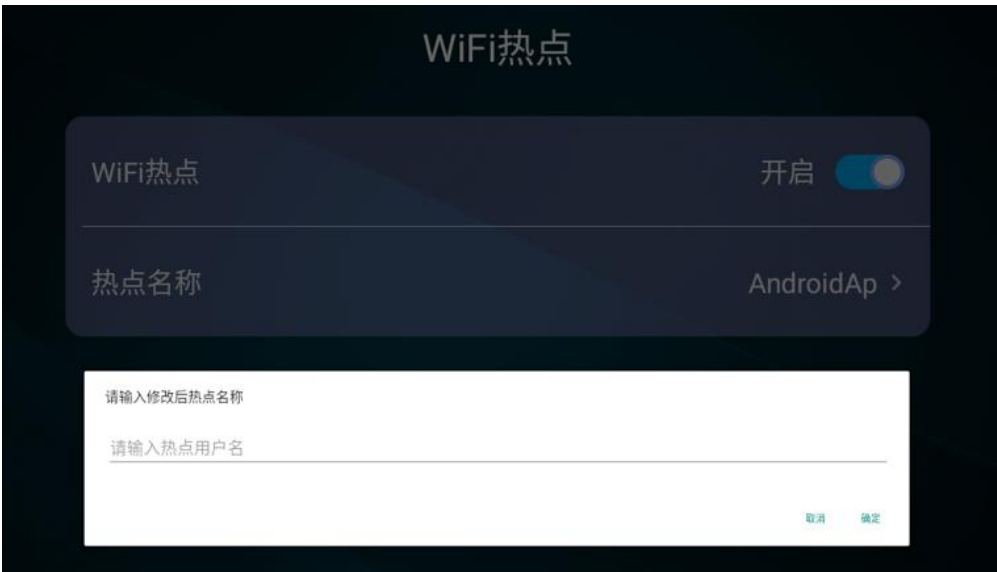 WiFi热点
WiFi热点 开启
热点名称 AndroidAp >
请输入修改后热点名称
请输入热点用户名
取消 确定